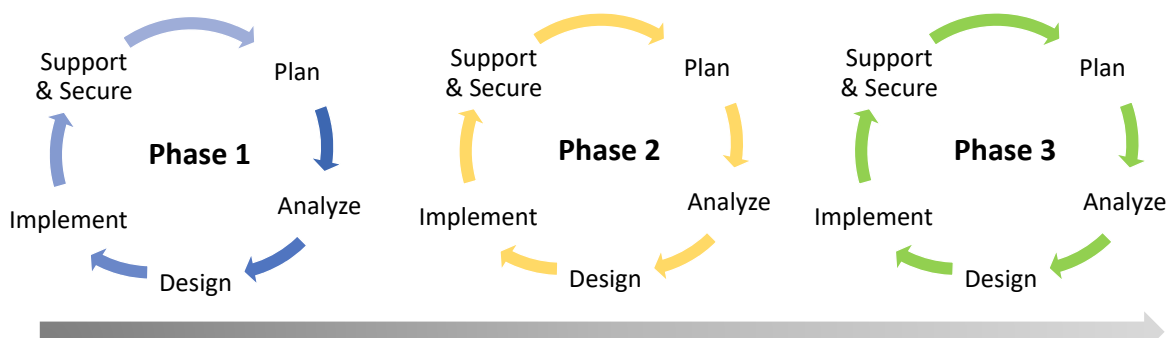 Support
& Secure
Plan
Phase 1
Implement
Analyze
Design
Support
& Secure
Plan
Phase 2
Implement
Analyze
Design
Support
& Secure
Plan
Phase 3
Implement
Analyze
Design